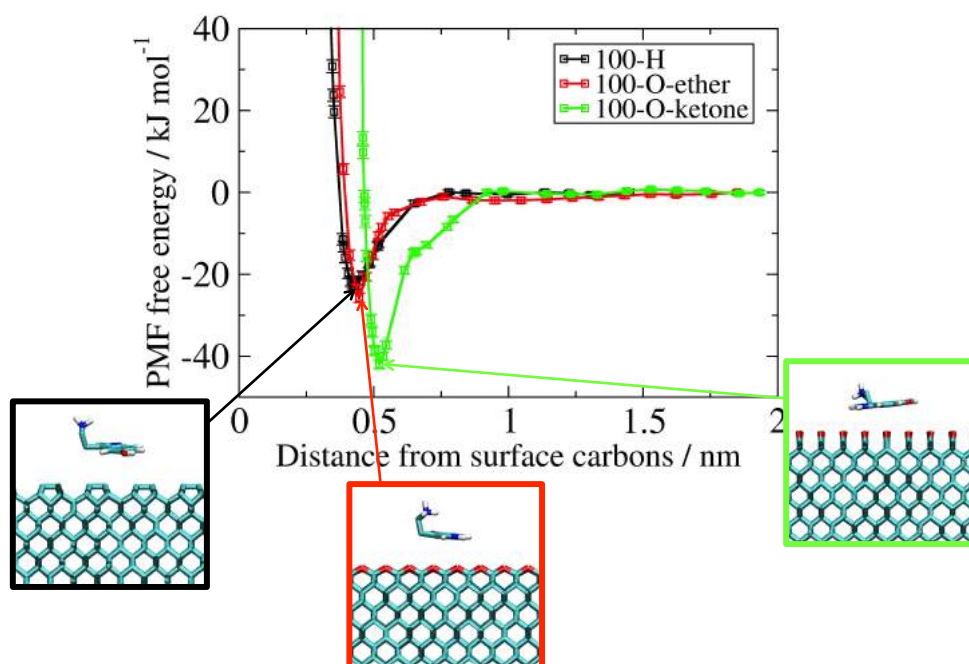 40
20
0
-20
-40
PMF free energy / kJ mol⁻¹
100-H
100-O-ether
100-O-ketone
0 0.5 1 1.5 2
Distance from surface carbons / nm